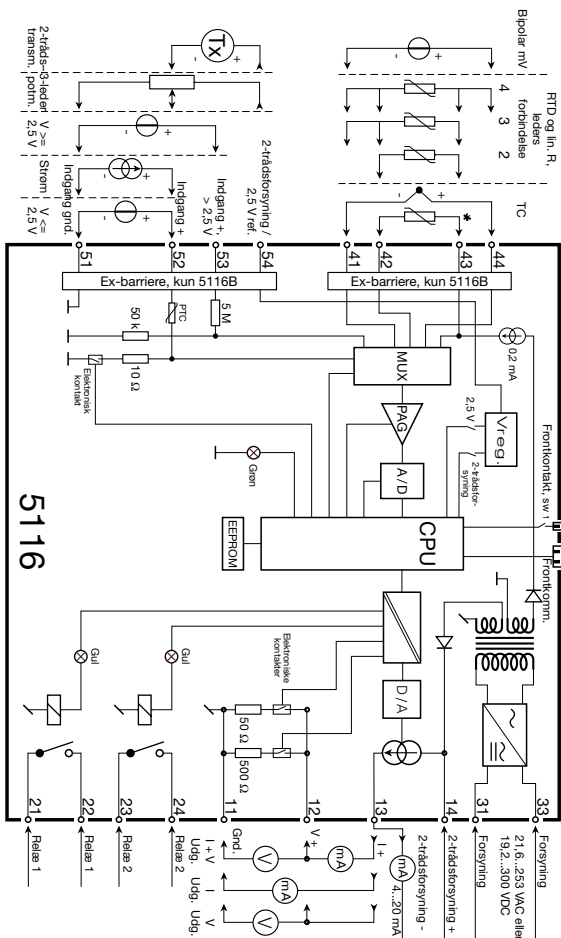 2-tråds-
transm.
3-leder
potm.
V >=
2,5 V
Strøm
V <=
2,5 V
Tx
+
-
+
-
+
-
+
-
Bipolar mV
RTD og lin. R,
leders
forbindelse
4
3
2
TC
+
-
-
+
*
Indgang gnd.
Indgang +
Indgang +,
> 2,5 V
2-trådsforsyning /
2,5 V ref.
51
52
53
54
41
42
43
44
Ex-barriere, kun 5116B
Ex-barriere, kun 5116B
PTC
5 M
50 k
10 Ω
Elektronisk
kontakt
MUX
0,2 mA
PAG
2,5 V
Vreg.
2-trådsfor-
syning
A/D
Grøn
EEPROM
CPU
Frontkontakt, sw 1
Frontkomm.
5116
Gul
Gul
Elektroniske
kontakter
D/A
50 Ω
500 Ω
21
22
23
24
11
12
13
14
31
33
Relæ 1
Relæ 1
Relæ 2
Relæ 2
Gnd.
V +
I +
mA
V
mA
V
mA
4...20 mA
I + V
Udg.
I
Udg.
V
Udg.
2-trådsforsyning -
2-trådsforsyning +
Forsyning
Forsyning
21,6...253 VAC eller
19,2...300 VDC